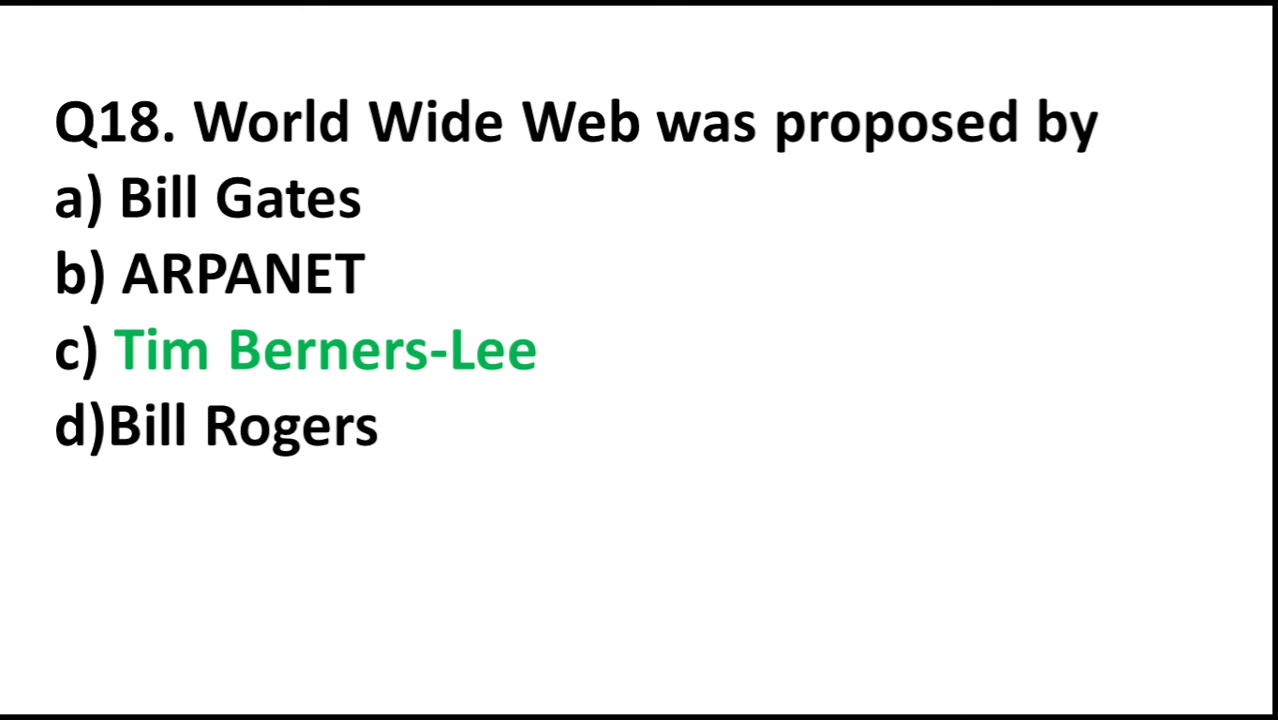 Q18. World Wide Web was proposed by
a) Bill Gates
b) ARPANET
c) Tim Berners-Lee
d)Bill Rogers